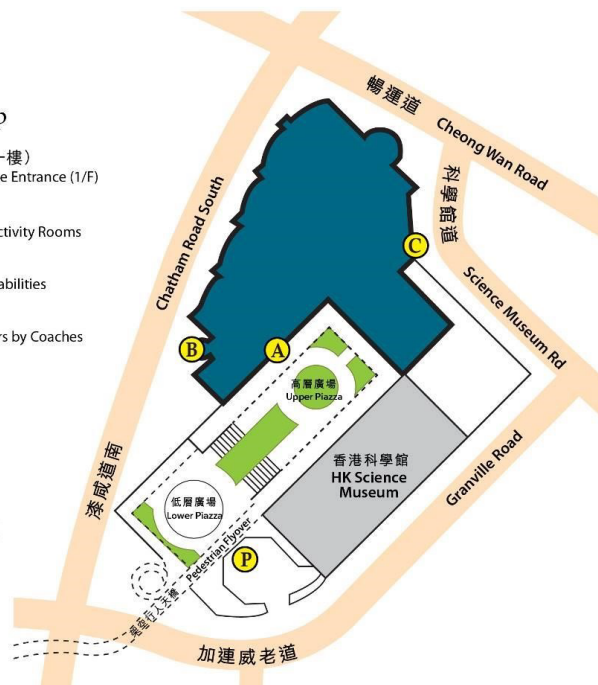 p
樓）
e Entrance (1/F)
ctivity Rooms
abilities
rs by Coaches
暢運道
Cheong Wan Road
科學館道
Science Museum Rd
Chatham Road South
漆咸道南
C
B
A
高層廣場
Upper Piazza
香港科學館
HK Science
Museum
Granville Road
低層廣場
Lower Piazza
Pedestrian Flyover
P
加連威老道